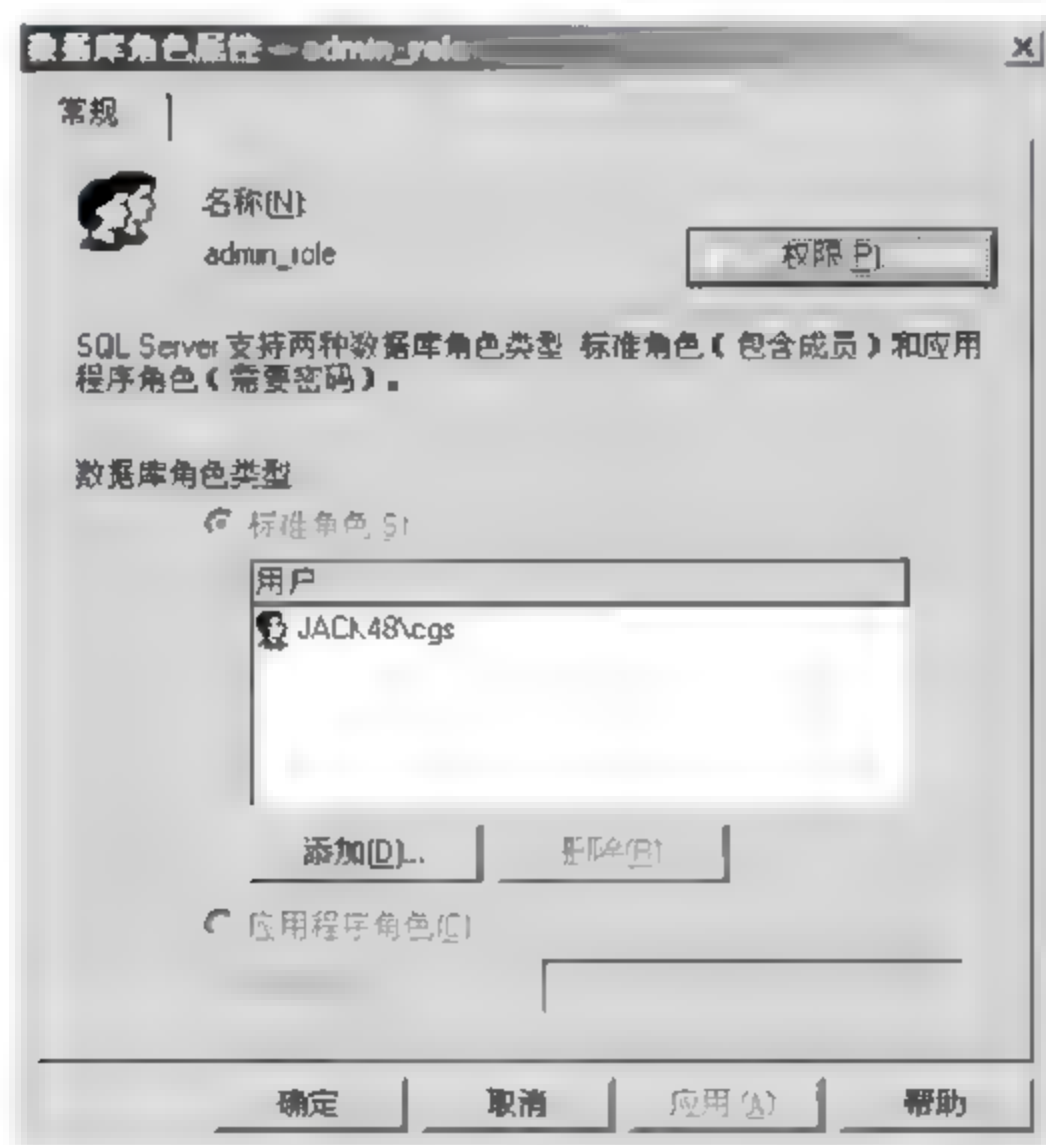 数据库角色属性 - admin_role
常规
名称(N):
admin_role
权限(P)
SQL Server 支持两种数据库角色类型 标准角色(包含成员)和应用
程序角色(需要密码)。
数据库角色类型
标准角色(S)
用户
JACK48\cgs
添加(D)...
删除(R)
应用程序角色(C)
确定
取消
应用(A)
帮助